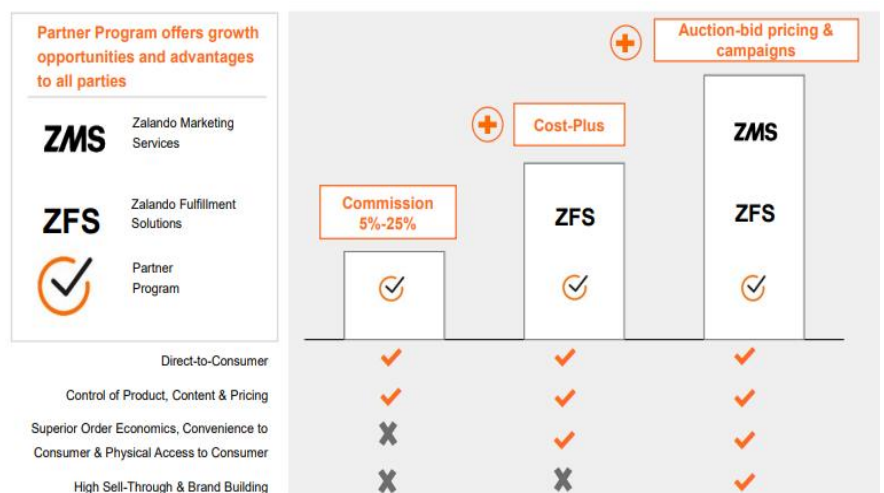 Partner Program offers growth
opportunities and advantages
to all parties
ZMS
Zalando Marketing
Services
ZFS
Zalando Fulfillment
Solutions
Partner
Program
Commission
5%-25%
Cost-Plus
ZFS
Auction-bid pricing &
campaigns
ZMS
ZFS
Direct-to-Consumer
Control of Product, Content & Pricing
Superior Order Economics, Convenience to
Consumer & Physical Access to Consumer
High Sell-Through & Brand Building